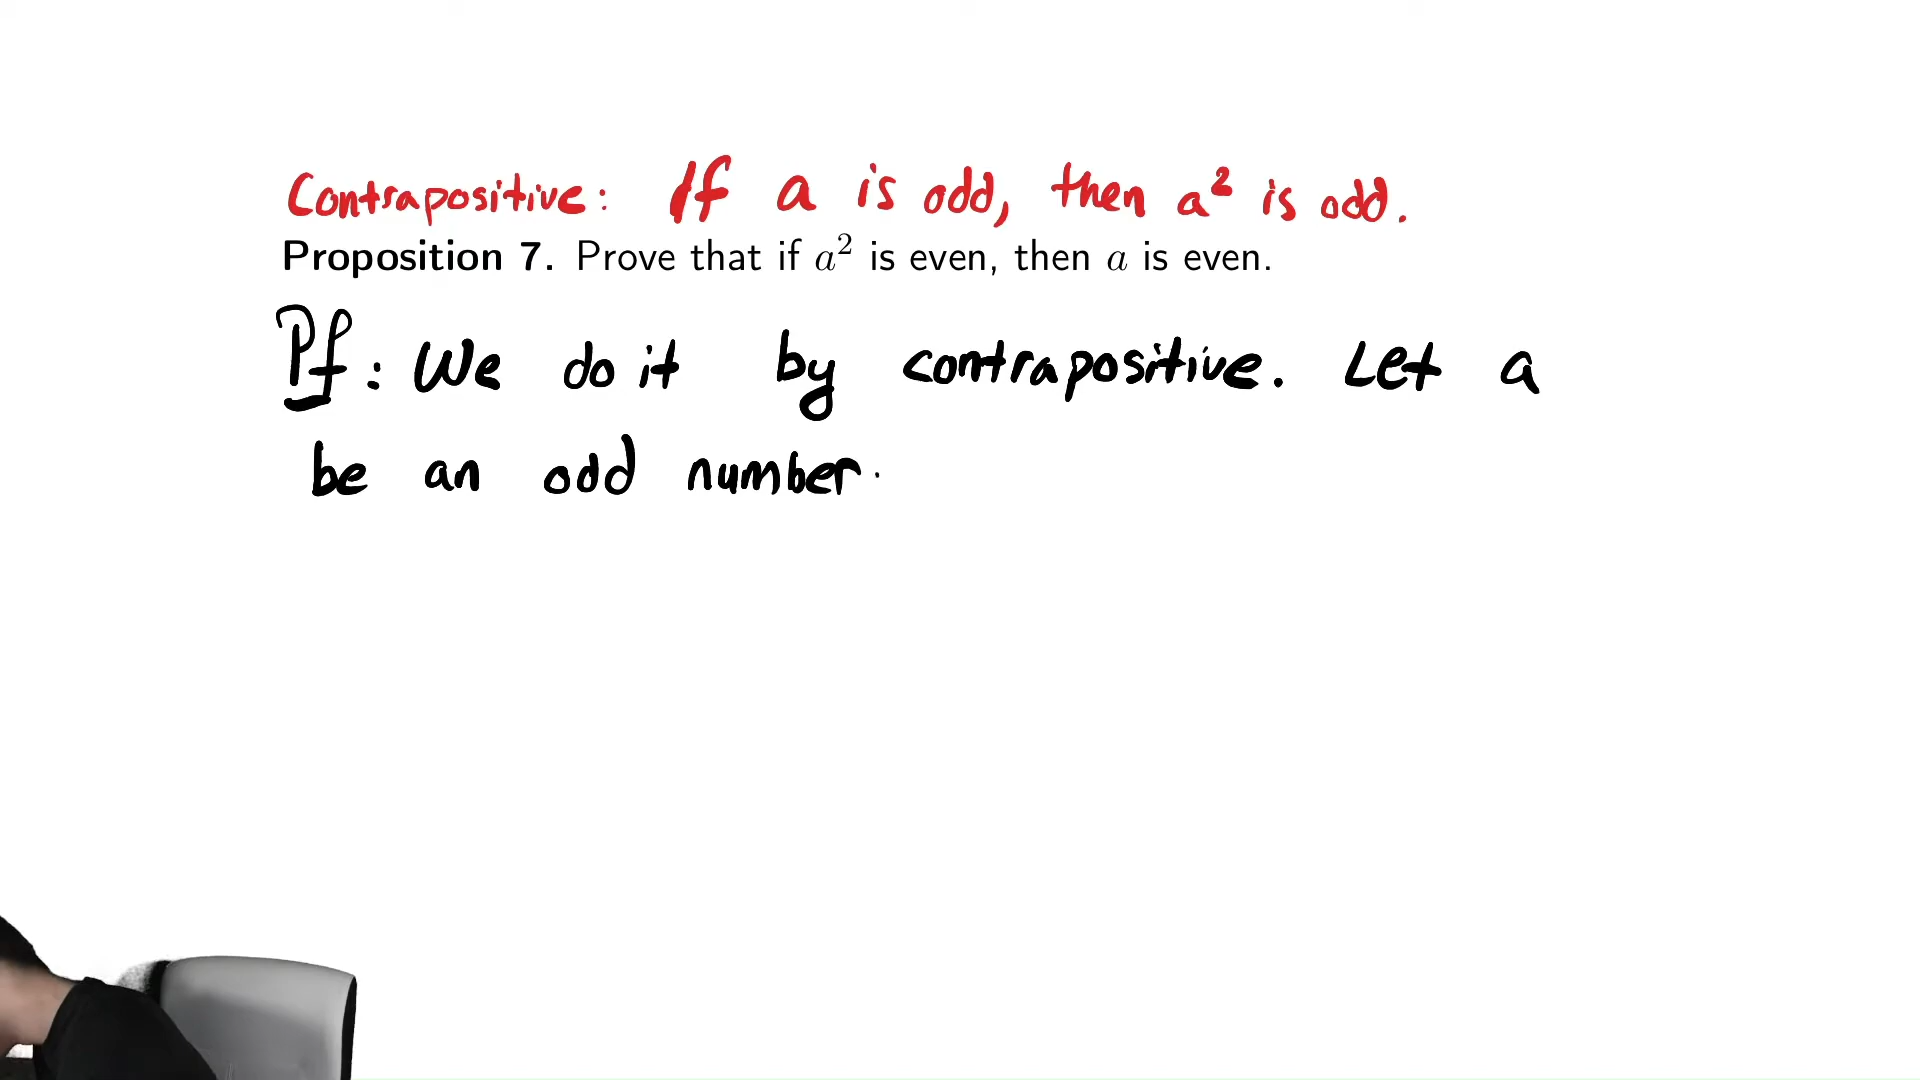 Contrapositive: If a is odd, then a² is odd.
Proposition 7. Prove that if a² is even, then a is even.
Pf: We do it by contrapositive. Let a
be an odd number.